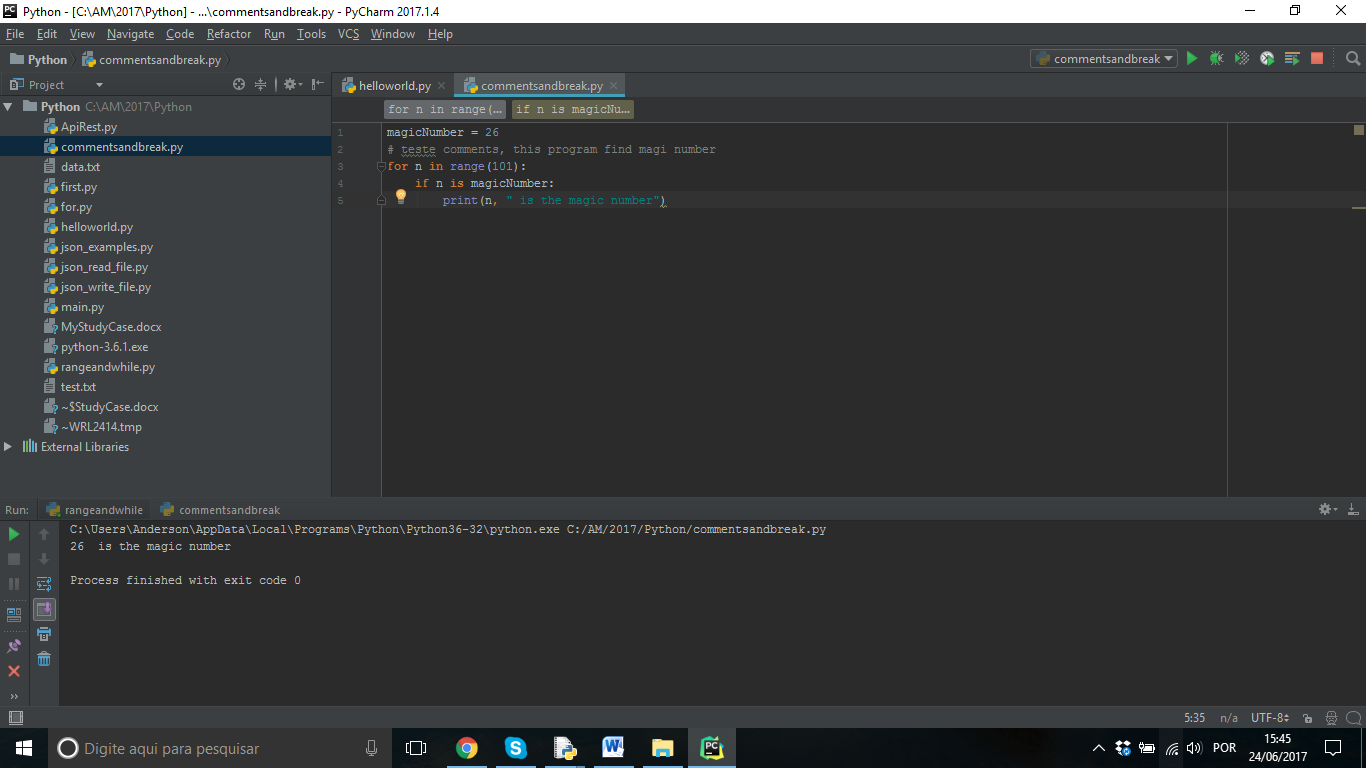 Python - [C:\AM\2017\Python] - ...\commentsandbreak.py - PyCharm 2017.1.4
File Edit View Navigate Code Refactor Run Tools VCS Window Help
Python commentsandbreak.py commentsandbreak
Project helloworld.py commentsandbreak.py
for n in range(... if n is magicNu...
Python C:\AM\2017\Python
ApiRest.py
commentsandbreak.py
data.txt
first.py
for.py
helloworld.py
json_examples.py
json_read_file.py
json_write_file.py
main.py
MyStudyCase.docx
python-3.6.1.exe
rangeandwhile.py
test.txt
~$StudyCase.docx
~WRL2414.tmp
External Libraries
1 magicNumber = 26
2 # teste comments, this program find magi number
3 for n in range(101):
4 if n is magicNumber:
5 print(n, " is the magic number")
Run: rangeandwhile commentsandbreak
C:\Users\Anderson\AppData\Local\Programs\Python\Python36-32\python.exe C:/AM/2017/Python/commentsandbreak.py
26  is the magic number
Process finished with exit code 0
5:35 n/a UTF-8
Digite aqui para pesquisar
POR
15:45
24/06/2017